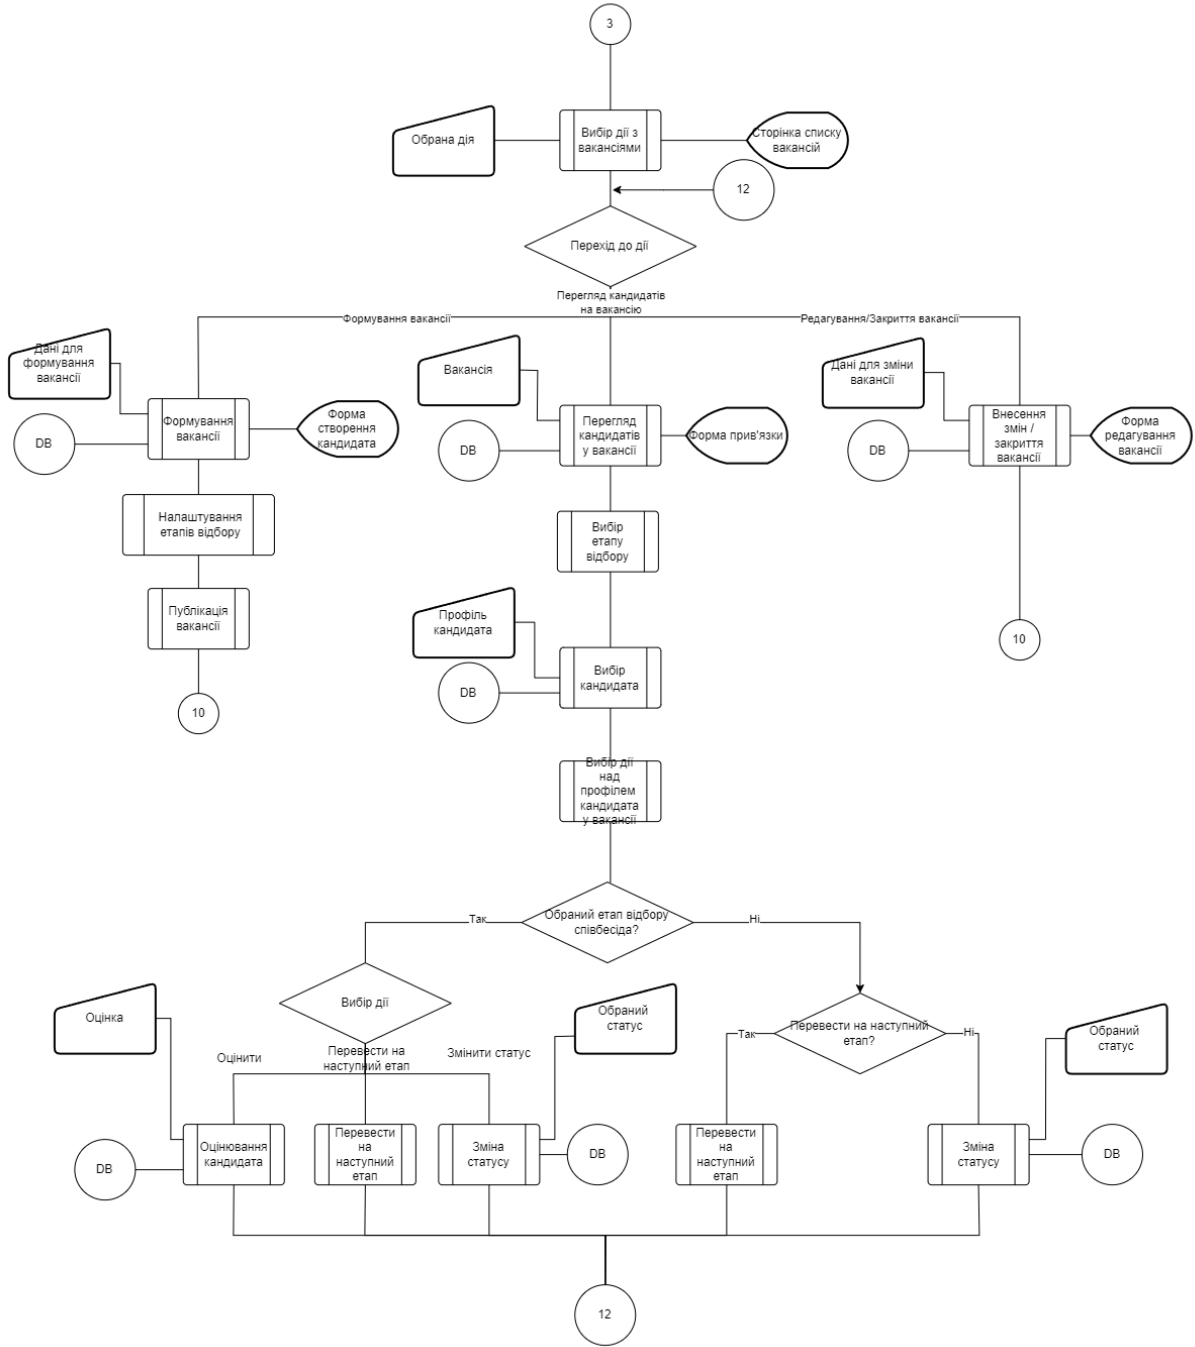 3
Обрана дія
Вибір дії з
вакансіями
Сторінка списку
вакансій
12
Перехід до дії
Перегляд кандидатів
на вакансію
Формування вакансії
Редагування/Закриття вакансії
Дані для
формування
вакансії
Вакансія
Дані для зміни
вакансії
DB
Формування
вакансії
Форма
створення
кандидата
DB
Перегляд
кандидатів
у вакансії
Форма прив'язки
DB
Внесення
змін /
закриття
вакансії
Форма
редагування
вакансії
Налаштування
етапів відбору
Вибір
етапу
відбору
Публікація
вакансії
Профіль
кандидата
10
DB
Вибір
кандидата
10
Вибір дії
над
профілем
кандидата
у вакансії
Так
Обраний етап відбору
співбесіда?
Ні
Оцінка
Вибір дії
Обраний
статус
Так
Перевести на наступний
етап?
Ні
Обраний
статус
Оцінити
Перевести на
наступний етап
Змінити статус
DB
Оцінювання
кандидата
Перевести
на
наступний
етап
Зміна
статусу
DB
Перевести
на
наступний
етап
Зміна
статусу
DB
12